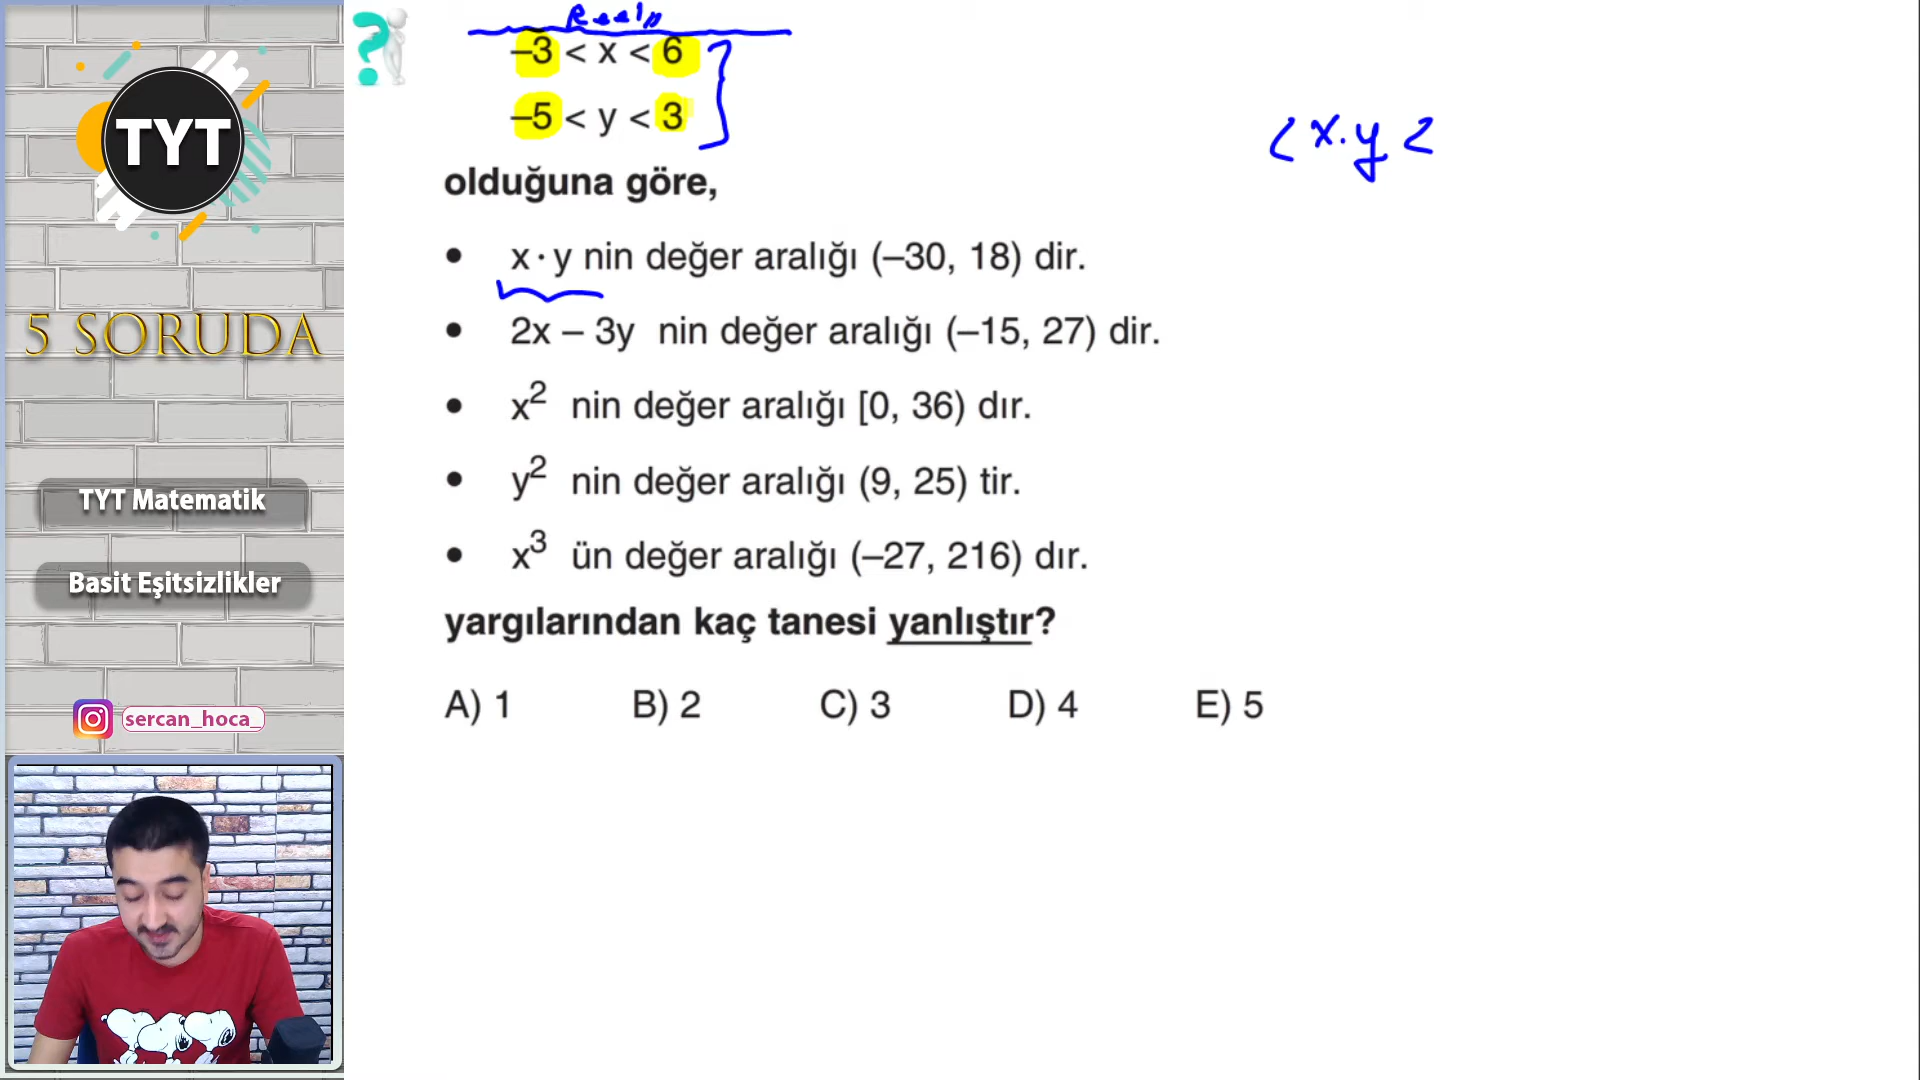 TYT
5 SORUDA
TYT Matematik
Basit Eşitsizlikler
sercan_hoca_
Reel
–3 < x < 6
–5 < y < 3
< x.y <
olduğuna göre,
• x · y nin değer aralığı (–30, 18) dir.
• 2x – 3y nin değer aralığı (–15, 27) dir.
• x² nin değer aralığı [0, 36) dır.
• y² nin değer aralığı (9, 25) tir.
• x³ ün değer aralığı (–27, 216) dır.
yargılarından kaç tanesi yanlıştır?
A) 1 B) 2 C) 3 D) 4 E) 5